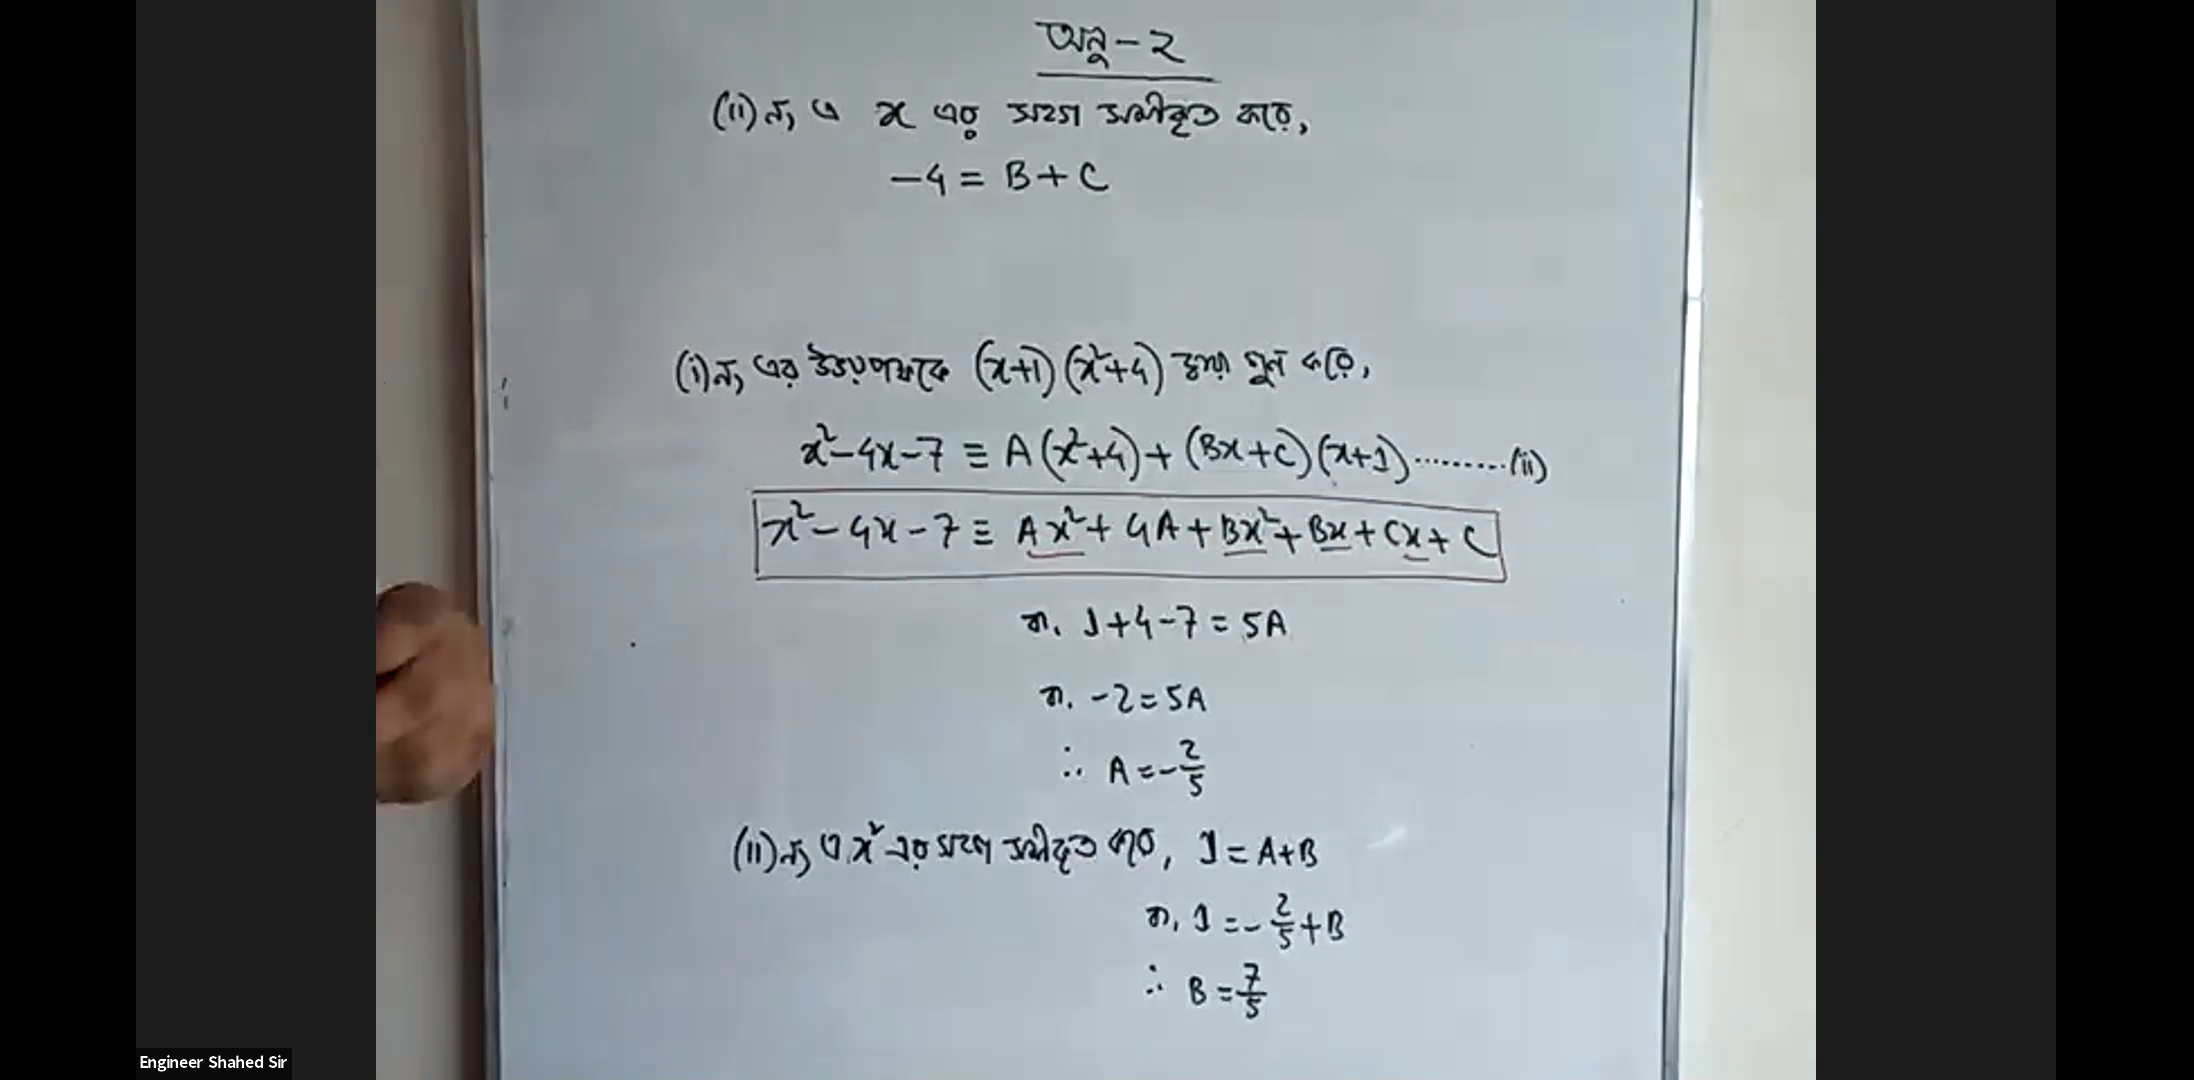 অনু-২
(ii) নং এ x এর সহগ সমীকৃত করে,
-4 = B + C
(i) নং এর উভয়পক্ষকে (x+1) (x²+4) দ্বারা গুন করে,
x²-4x-7 ≡ A(x²+4) + (Bx+C)(x+1) ......... (ii)
x²-4x-7 ≡ Ax² + 4A + Bx² + Bx + Cx + C
বা, 1+4-7 = 5A
বা, -2 = 5A
∴ A = -2/5
(ii) নং এ x² এর সহগ সমীকৃত করে, 1 = A+B
বা, 1 = -2/5 + B
∴ B = 7/5
Engineer Shahed Sir